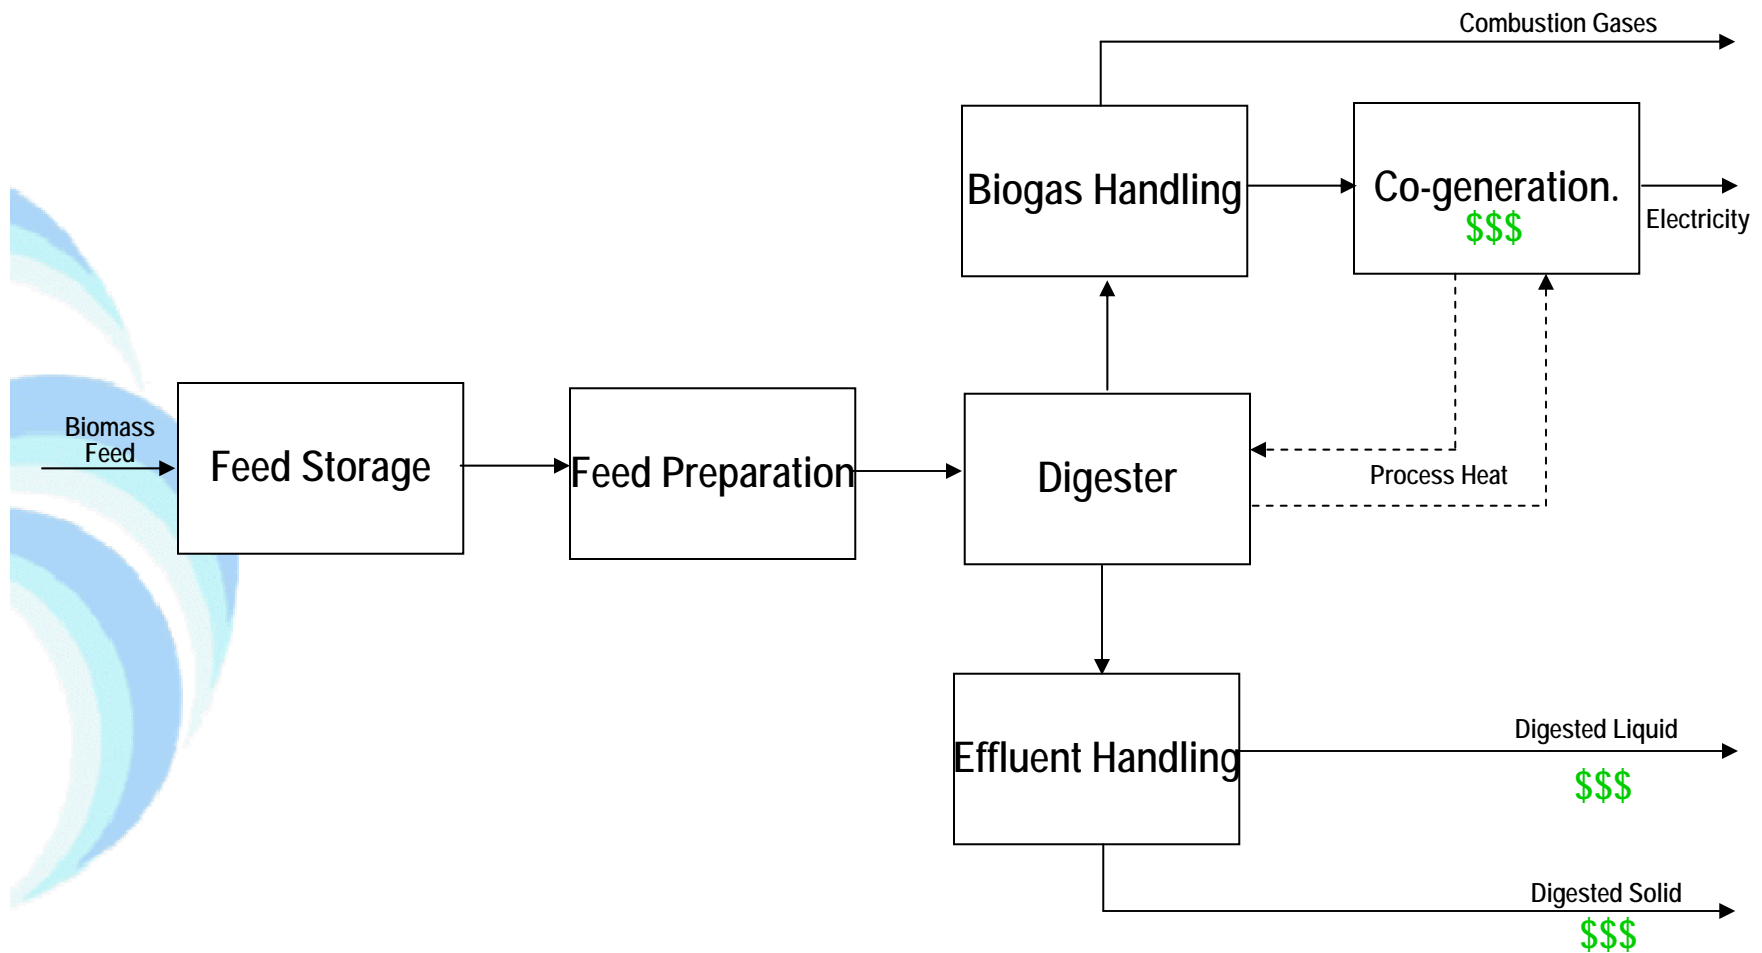 Combustion Gases
Biogas Handling
Co-generation.
$$$
Electricity
Biomass
Feed
Feed Storage
Feed Preparation
Digester
Process Heat
Effluent Handling
Digested Liquid
$$$
Digested Solid
$$$